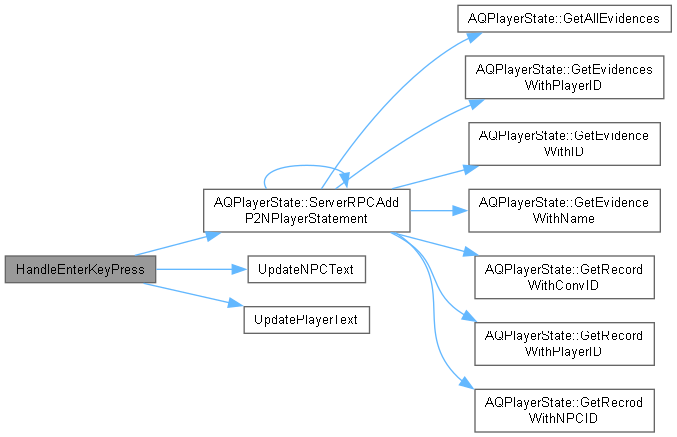 HandleEnterKeyPress
AQPlayerState::ServerRPCAdd
P2NPlayerStatement
UpdateNPCText
UpdatePlayerText
AQPlayerState::GetAllEvidences
AQPlayerState::GetEvidences
WithPlayerID
AQPlayerState::GetEvidence
WithID
AQPlayerState::GetEvidence
WithName
AQPlayerState::GetRecord
WithConvID
AQPlayerState::GetRecord
WithPlayerID
AQPlayerState::GetRecrod
WithNPCID